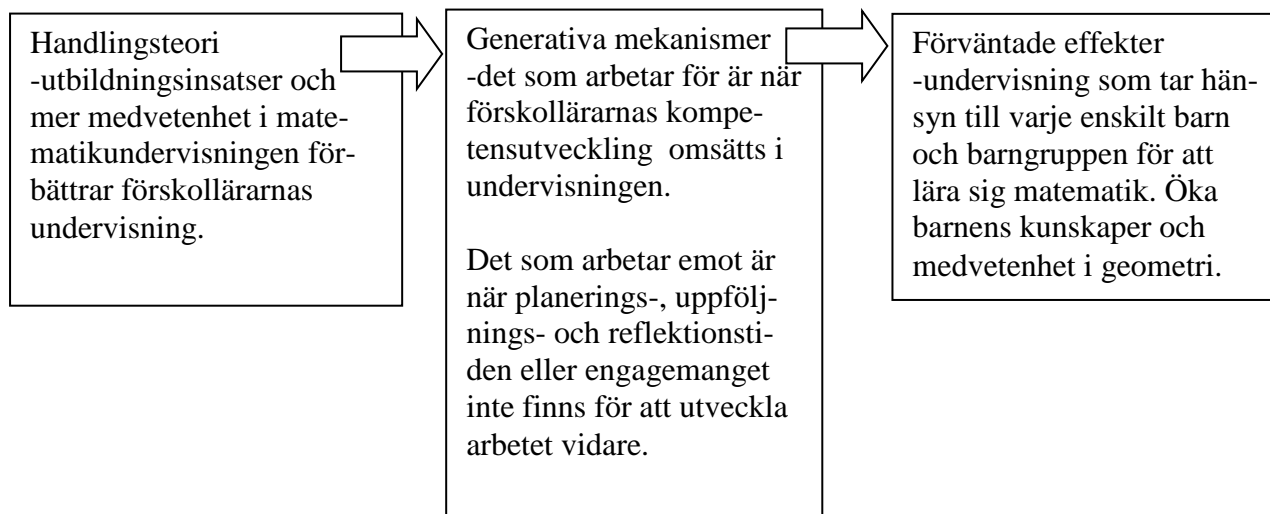 Handlingsteori
-utbildningsinsatser och
mer medvetenhet i mate-
matikundervisningen för-
bättrar förskollärarnas
undervisning.
Generativa mekanismer
-det som arbetar för är när
förskollärarnas kompe-
tensutveckling  omsätts i
undervisningen.
Det som arbetar emot är
när planerings-, uppfölj-
nings- och reflektionsti-
den eller engagemanget
inte finns för att utveckla
arbetet vidare.
Förväntade effekter
-undervisning som tar hän-
syn till varje enskilt barn
och barngruppen för att
lära sig matematik. Öka
barnens kunskaper och
medvetenhet i geometri.